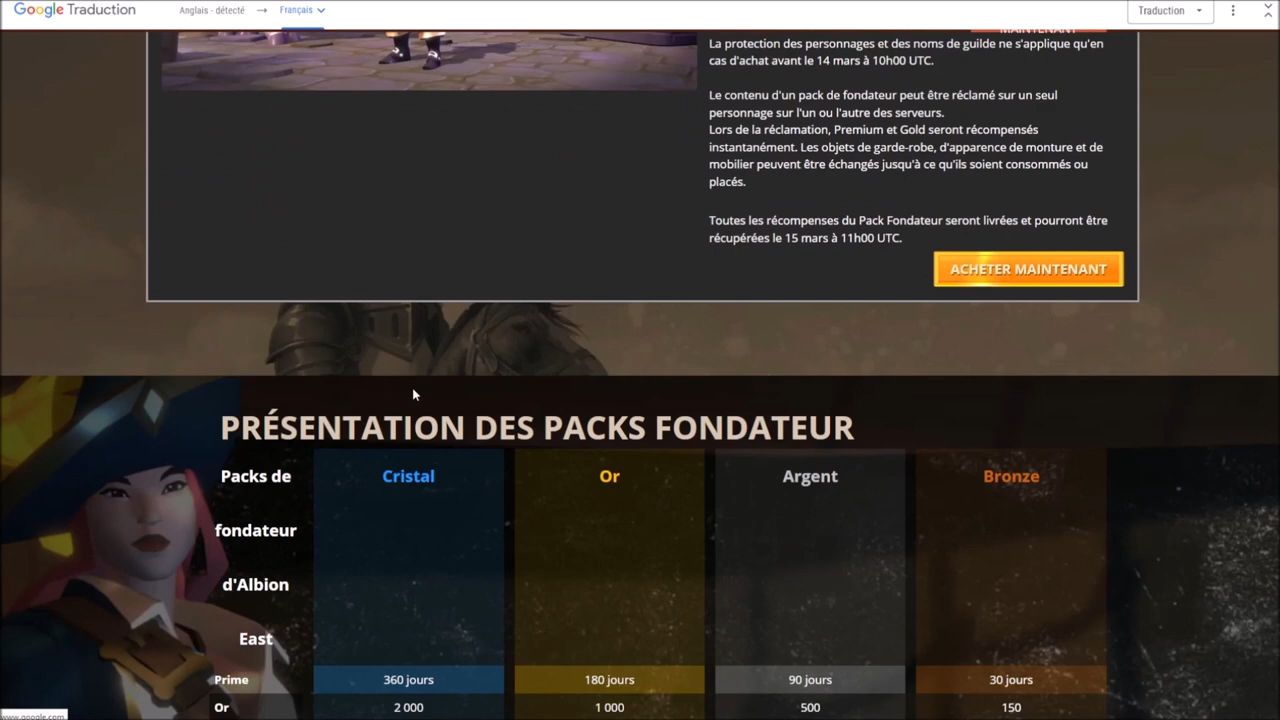 Google Traduction
Anglais - détecté → Français
Traduction
MAINTENANT
La protection des personnages et des noms de guilde ne s'applique qu'en
cas d'achat avant le 14 mars à 10h00 UTC.
Le contenu d'un pack de fondateur peut être réclamé sur un seul
personnage sur l'un ou l'autre des serveurs.
Lors de la réclamation, Premium et Gold seront récompensés
instantanément. Les objets de garde-robe, d'apparence de monture et de
mobilier peuvent être échangés jusqu'à ce qu'ils soient consommés ou
placés.
Toutes les récompenses du Pack Fondateur seront livrées et pourront être
récupérées le 15 mars à 11h00 UTC.
ACHETER MAINTENANT
PRÉSENTATION DES PACKS FONDATEUR
Packs de
fondateur
d'Albion
East
Cristal
Or
Argent
Bronze
Prime 360 jours 180 jours 90 jours 30 jours
Or 2 000 1 000 500 150
www.google.com